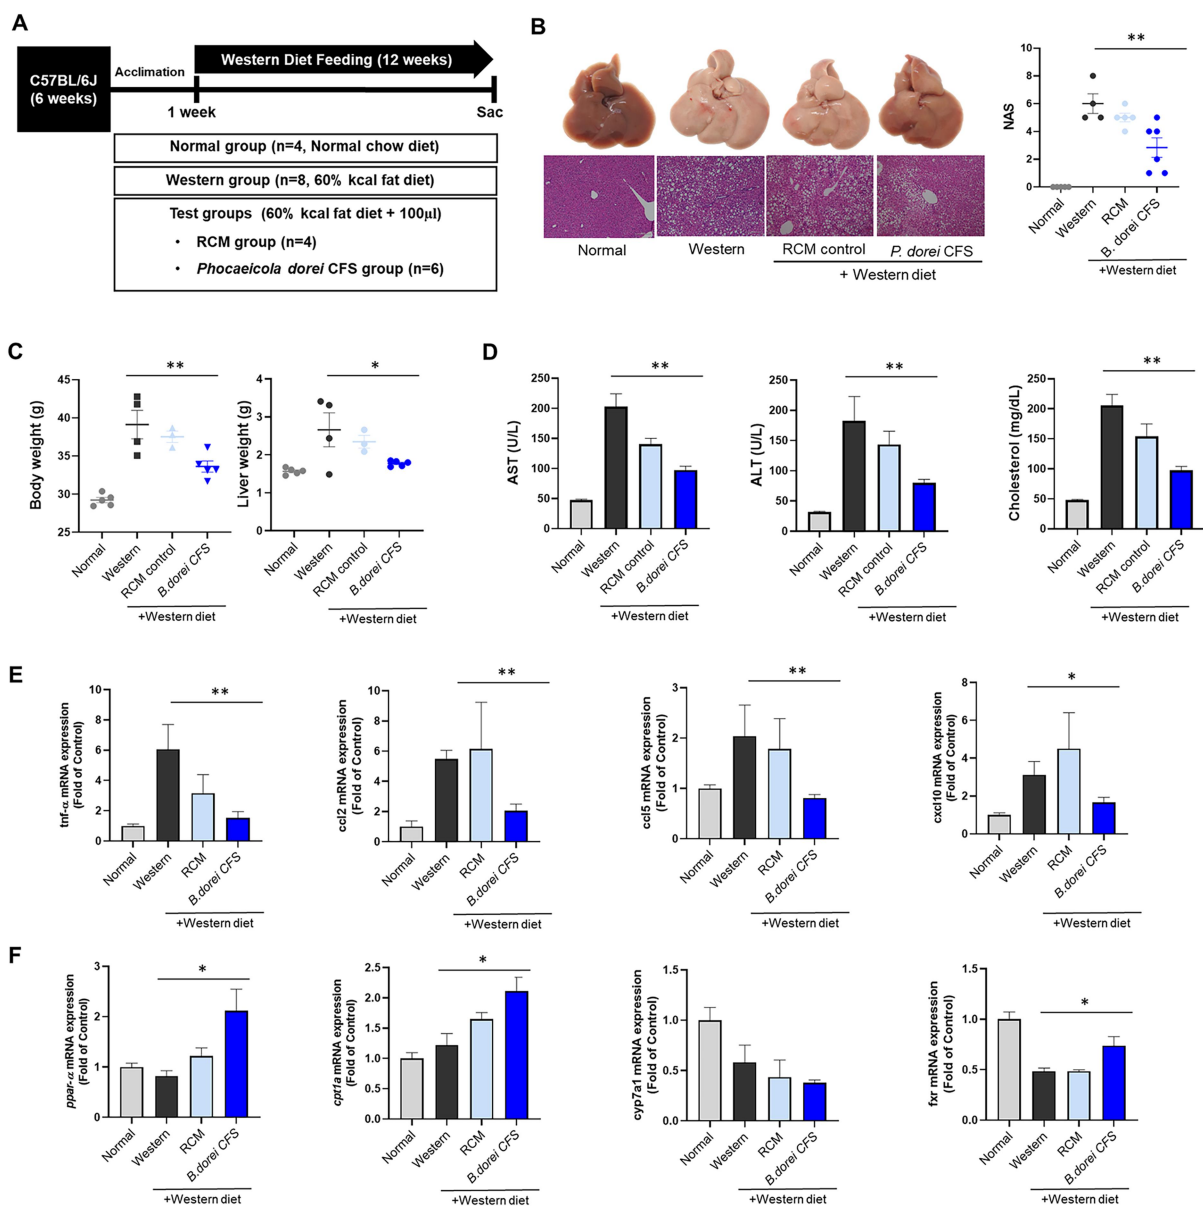 A
C57BL/6J
(6 weeks)
Acclimation
Western Diet Feeding (12 weeks)
1 week
Sac
Normal group (n=4, Normal chow diet)
Western group (n=8, 60% kcal fat diet)
Test groups (60% kcal fat diet + 100μl)
• RCM group (n=4)
• Phocaeicola dorei CFS group (n=6)
B
Normal
Western
RCM control
P. dorei CFS
+ Western diet
**
NAS
10
8
6
4
2
0
Normal
Western
RCM
B. dorei CFS
+Western diet
C
**
Body weight (g)
45
40
35
30
25
Normal
Western
RCM control
B.dorei CFS
+Western diet
*
Liver weight (g)
4
3
2
1
0
Normal
Western
RCM control
B.dorei CFS
+Western diet
D
**
AST (U/L)
250
200
150
100
50
0
Normal
Western
RCM control
B.dorei CFS
+Western diet
**
ALT (U/L)
250
200
150
100
50
0
Normal
Western
RCM control
B.dorei CFS
+Western diet
**
Cholesterol (mg/dL)
250
200
150
100
50
0
Normal
Western
RCM control
B.dorei CFS
+Western diet
E
**
tnf-α mRNA expression
(Fold of Control)
10
8
6
4
2
0
Normal
Western
RCM
B.dorei CFS
+Western diet
**
ccl2 mRNA expression
(Fold of Control)
10
8
6
4
2
0
Normal
Western
RCM
B.dorei CFS
+Western diet
**
ccl5 mRNA expression
(Fold of Control)
3
2
1
0
Normal
Western
RCM
B.dorei CFS
+Western diet
*
cxcl10 mRNA expression
(Fold of Control)
8
6
4
2
0
Normal
Western
RCM
B.dorei CFS
+Western diet
F
*
ppar-α mRNA expression
(Fold of Control)
3
2
1
0
Normal
Western
RCM
B.dorei CFS
+Western diet
*
cpt1a mRNA expression
(Fold of Control)
2.5
2.0
1.5
1.0
0.5
0.0
Normal
Western
RCM
B.dorei CFS
+Western diet
cyp7a1 mRNA expression
(Fold of Control)
1.5
1.0
0.5
0.0
Normal
Western
RCM
B.dorei CFS
+Western diet
*
fxr mRNA expression
(Fold of Control)
1.5
1.0
0.5
0.0
Normal
Western
RCM
B.dorei CFS
+Western diet